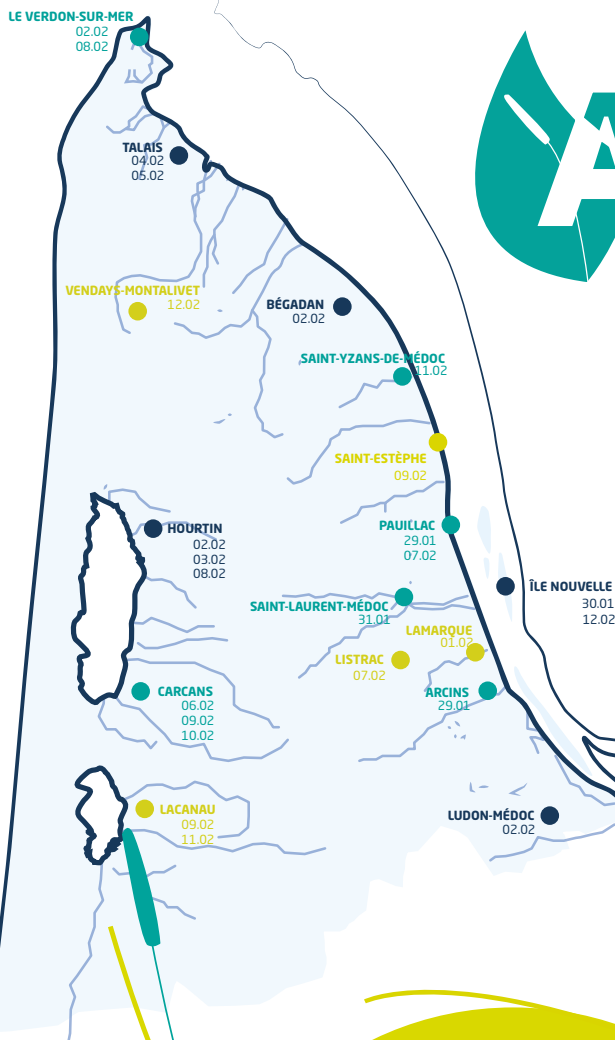 LE VERDON-SUR-MER
02.02
08.02
A
TALAIS
04.02
05.02
VENDAYS-MONTALIVET
12.02
BÉGADAN
02.02
SAINT-YZANS-DE-MÉDOC
11.02
SAINT-ESTÈPHE
09.02
PAUILLAC
29.01
07.02
HOURTIN
02.02
03.02
08.02
ÎLE NOUVELLE
30.01
12.02
SAINT-LAURENT-MÉDOC
31.01
LAMARQUE
01.02
LISTRAC
07.02
ARCINS
29.01
CARCANS
06.02
09.02
10.02
LACANAU
09.02
11.02
LUDON-MÉDOC
02.02